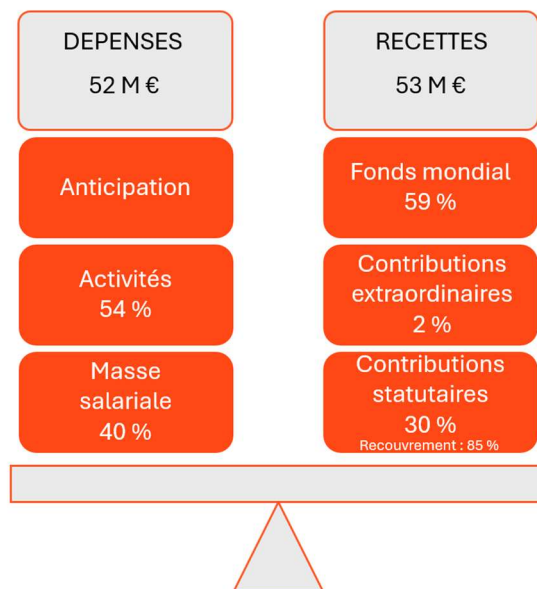 DEPENSES
52 M €
Anticipation
Activités
54 %
Masse
salariale
40 %
RECETTES
53 M €
Fonds mondial
59 %
Contributions
extraordinaires
2 %
Contributions
statutaires
30 %
Recouvrement : 85 %